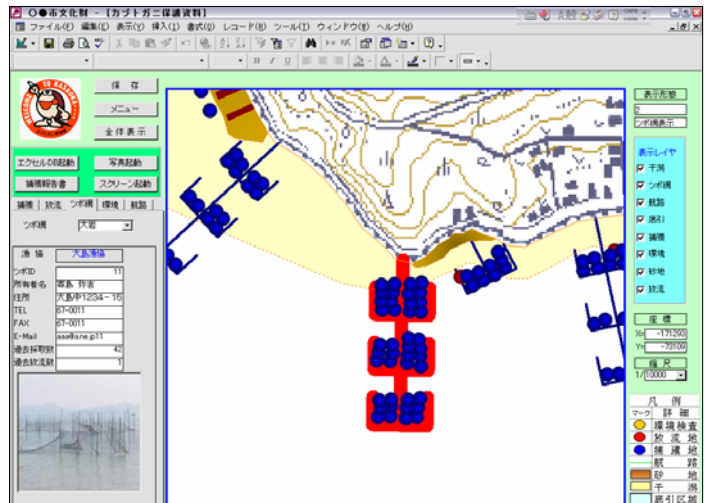 〇●市文化財 - [カブトガニ保護資料]
ファイル(F) 編集(E) 表示(V) 挿入(I) 書式(O) レコード(R) ツール(T) ウィンドウ(W) ヘルプ(H)
B I U
WELCOME TO KASAOKA
保 存
メニュー
全体表示
エクセルDB起動
写真起動
捕獲報告書
スクリーン起動
捕獲 放流 ツボ網 環境 航路
ツボ網 大岩
漁 協 大島漁協
ツボID 11
所有者名
住所 大島中1234-15
TEL 67-0011
FAX 67-0011
E-Mail aaa@a.ne.jp11
過去採取数 42
過去放流数 1
表示形態
2
ツボ網表示
表示レイヤ
干潟
ツボ網
航路
底引
捕獲
環境
砂地
放流
座 標
X= -171293
Y= -73109
縮 尺
1/ 10000
凡 例
マーク 詳 細
環境検査
放 流 地
捕 獲 地
航 路
砂 地
干 潟
底引区域